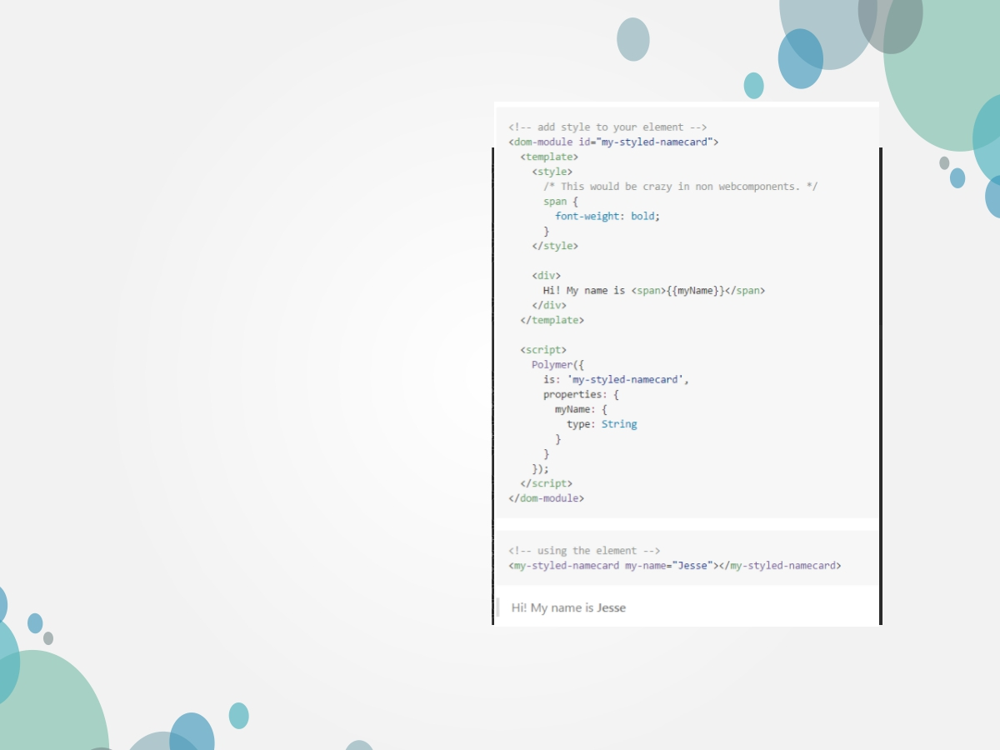 <!-- add style to your element -->
<dom-module id="my-styled-namecard">
  <template>
    <style>
      /* This would be crazy in non webcomponents. */
      span {
        font-weight: bold;
      }
    </style>

    <div>
      Hi! My name is <span>{{myName}}</span>
    </div>
  </template>

  <script>
    Polymer({
      is: 'my-styled-namecard',
      properties: {
        myName: {
          type: String
        }
      }
    });
  </script>
</dom-module>

<!-- using the element -->
<my-styled-namecard my-name="Jesse"></my-styled-namecard>

Hi! My name is Jesse